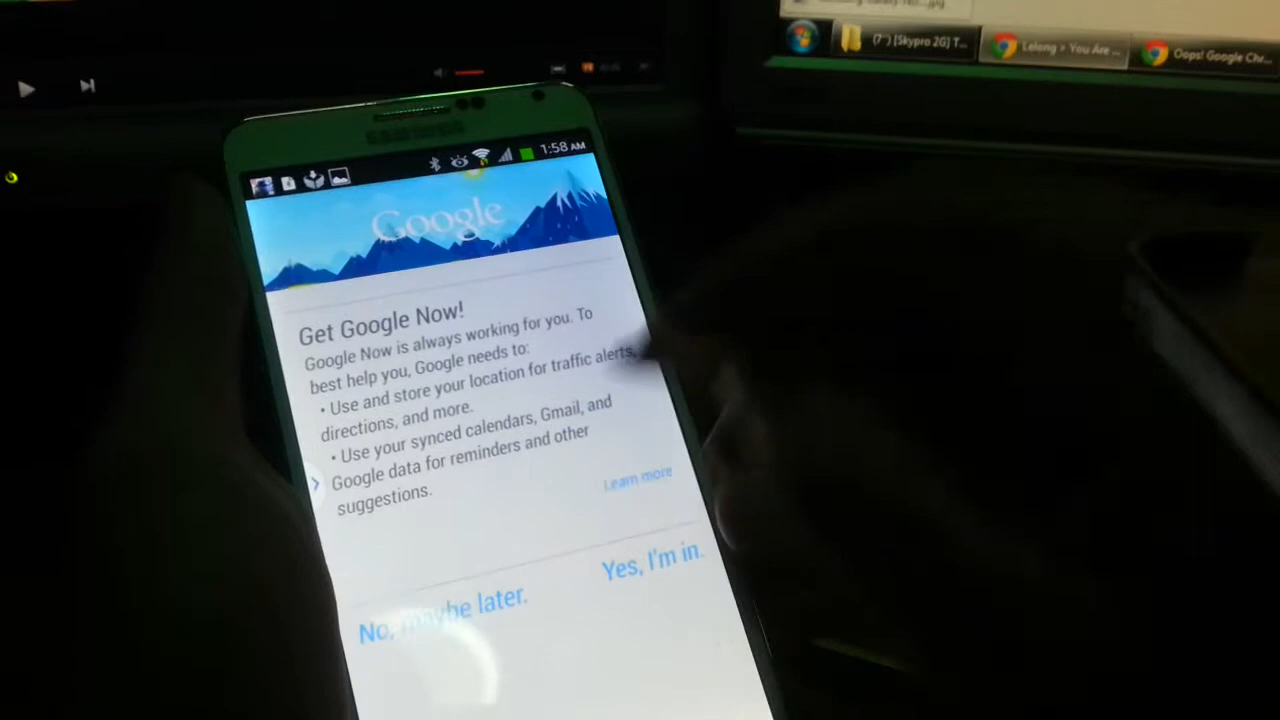 (7) [Skypro 2G] T...
Lelong > You Are ...
Oops! Google Chr...
SAMSUNG
1:58 AM
Google
Get Google Now!
Google Now is always working for you. To
best help you, Google needs to:
• Use and store your location for traffic alerts,
directions, and more.
• Use your synced calendars, Gmail, and
Google data for reminders and other
suggestions.
Learn more
Yes, I'm in.
No, maybe later.